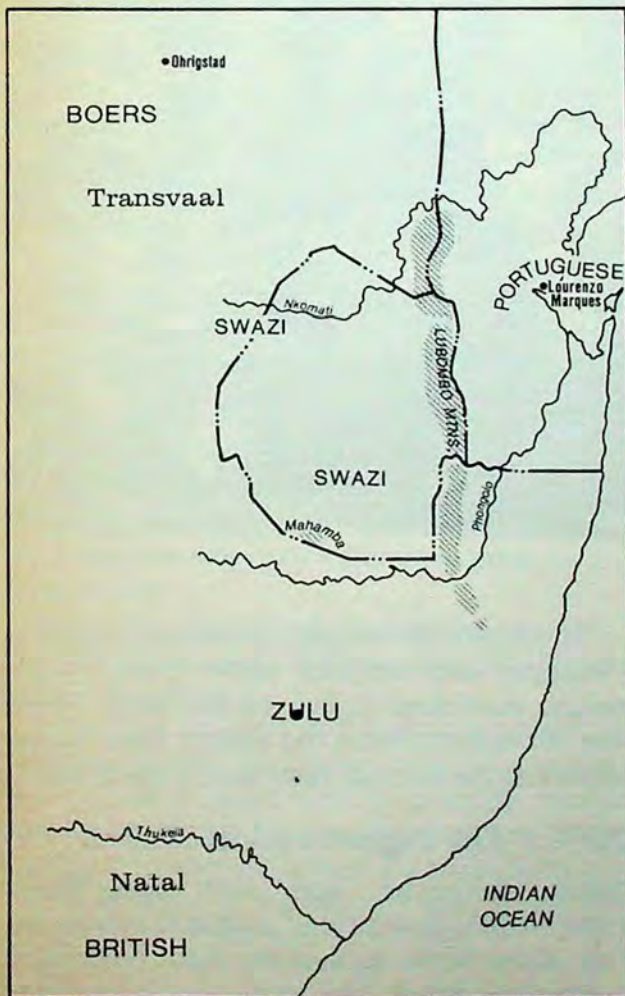 Ohrigstad
BOERS
Transvaal
PORTUGUESE
Lourenzo
Marques
Nkomati
SWAZI
LUBOMBO MTNS.
SWAZI
Mahamba
Phongolo
ZULU
Thukela
Natal
INDIAN
OCEAN
BRITISH